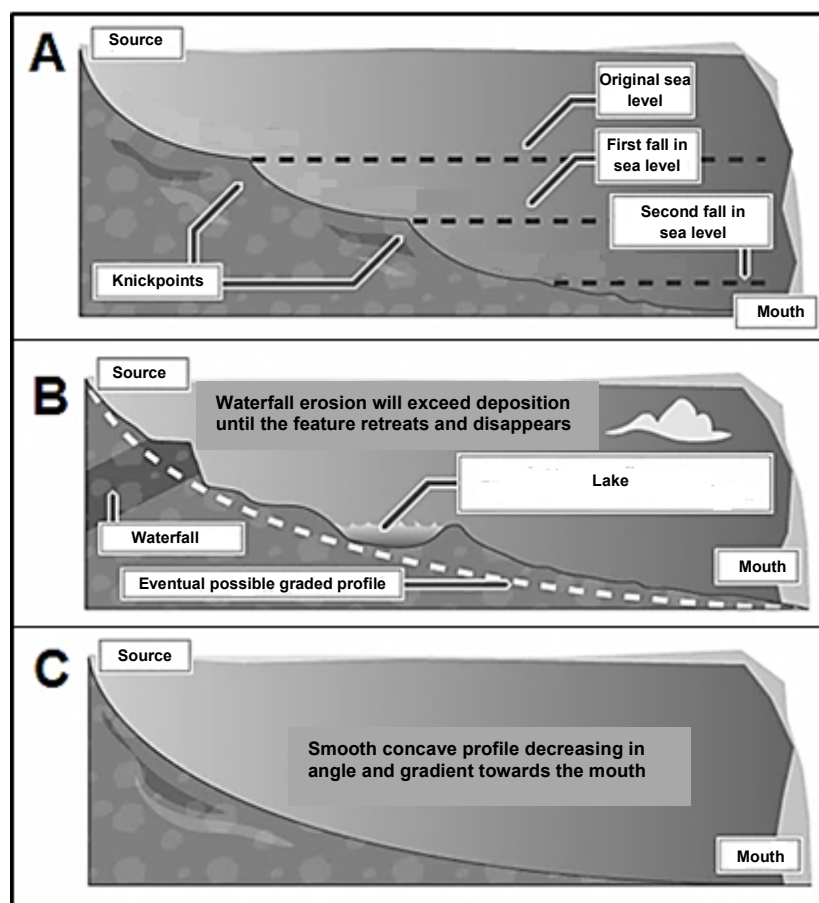 A
Source
Original sea
level
First fall in
sea level
Second fall in
sea level
Knickpoints
Mouth
B
Source
Waterfall erosion will exceed deposition
until the feature retreats and disappears
Lake
Waterfall
Mouth
Eventual possible graded profile
C
Source
Smooth concave profile decreasing in
angle and gradient towards the mouth
Mouth